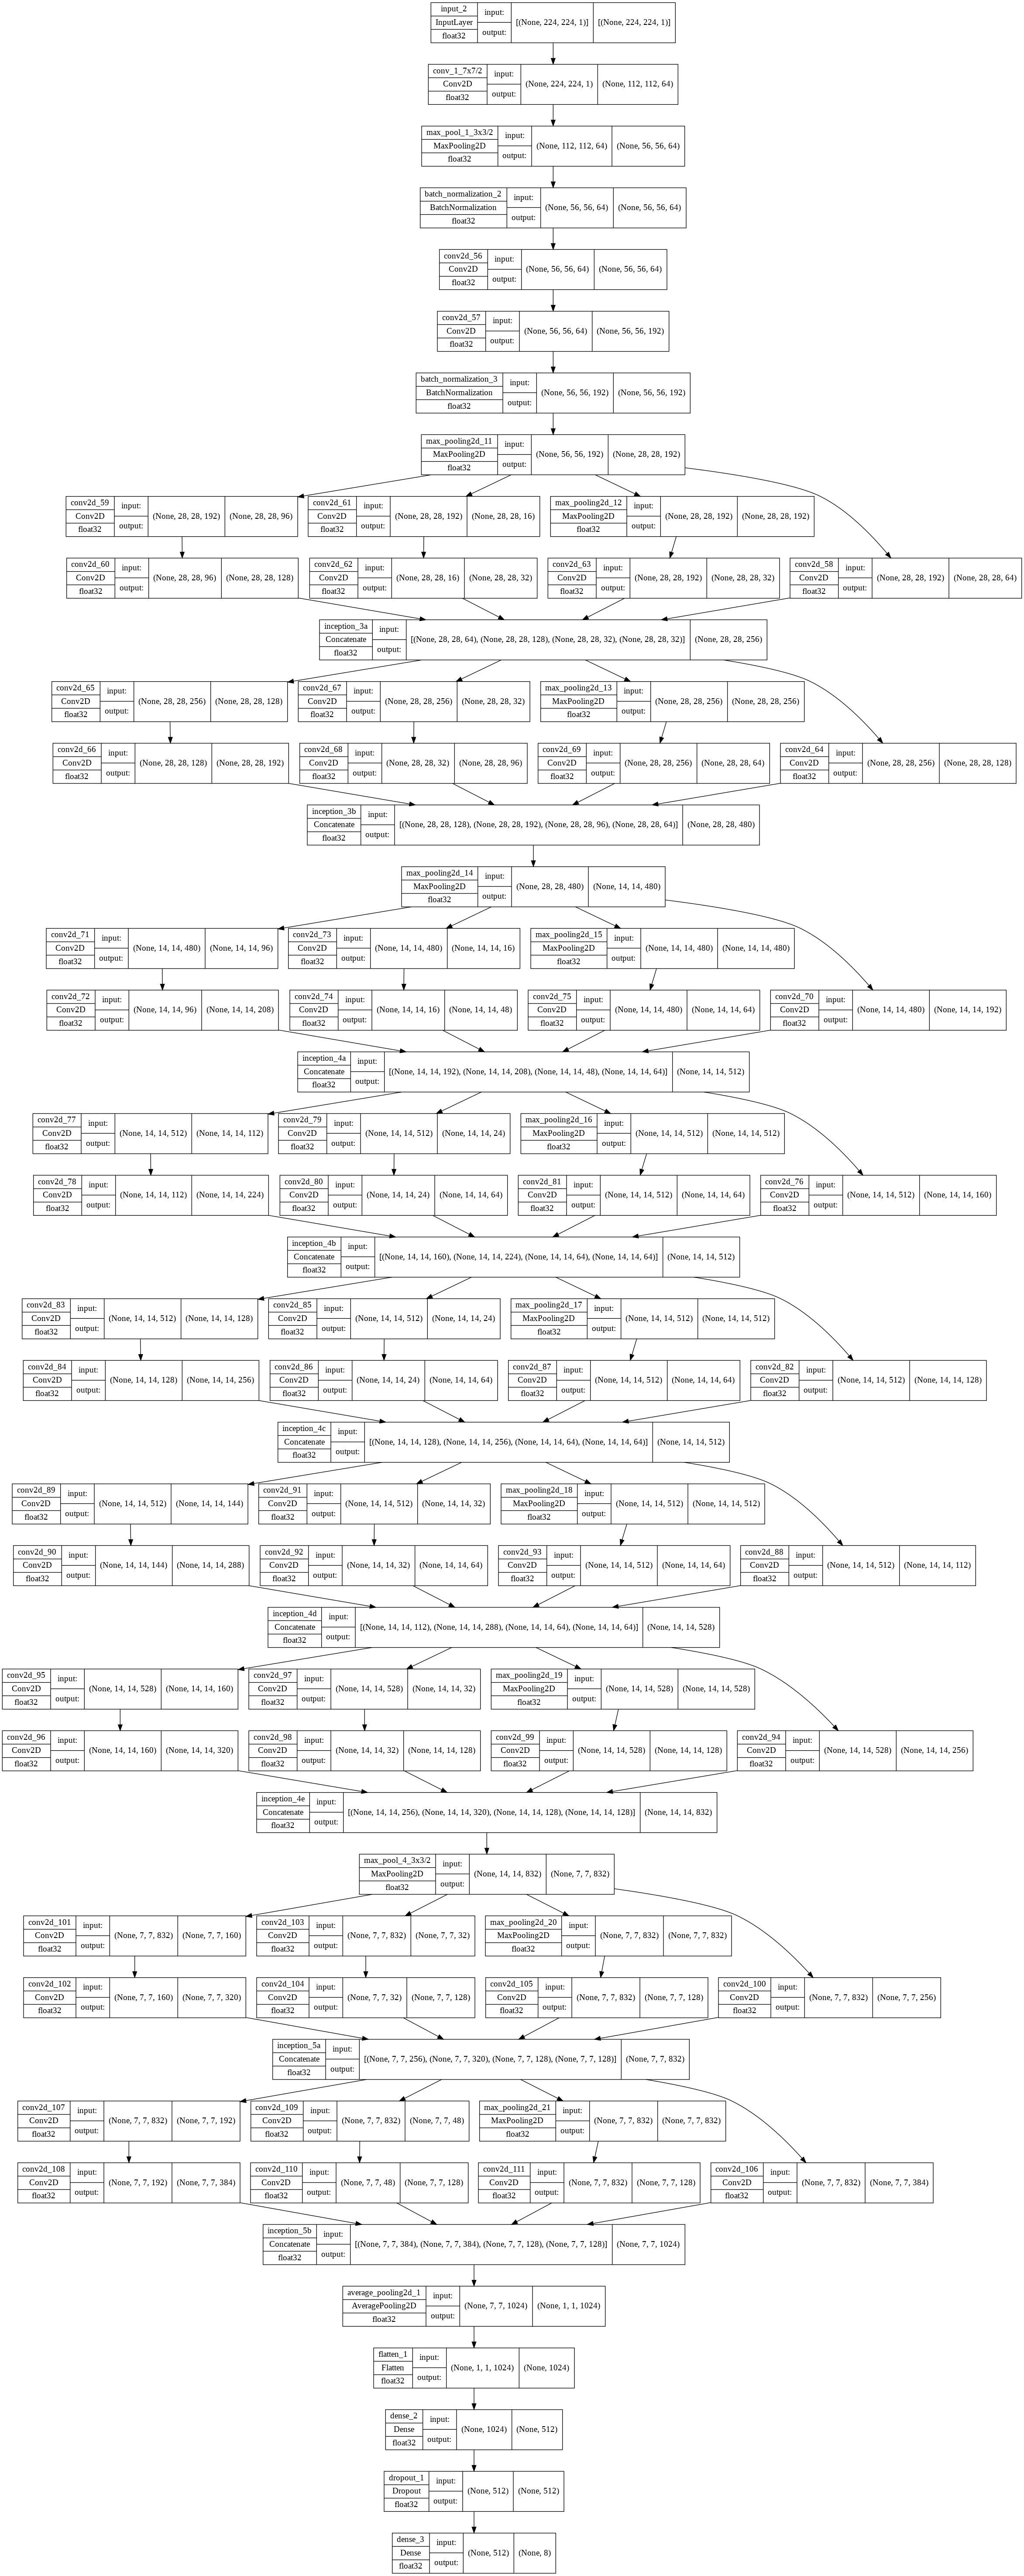 input_2 input:
InputLayer [(None, 224, 224, 1)] [(None, 224, 224, 1)]
float32 output:
conv_1_7x7/2 input:
Conv2D (None, 224, 224, 1) (None, 112, 112, 64)
float32 output:
max_pool_1_3x3/2 input:
MaxPooling2D (None, 112, 112, 64) (None, 56, 56, 64)
float32 output:
batch_normalization_2 input:
BatchNormalization (None, 56, 56, 64) (None, 56, 56, 64)
float32 output:
conv2d_56 input:
Conv2D (None, 56, 56, 64) (None, 56, 56, 64)
float32 output:
conv2d_57 input:
Conv2D (None, 56, 56, 64) (None, 56, 56, 192)
float32 output:
batch_normalization_3 input:
BatchNormalization (None, 56, 56, 192) (None, 56, 56, 192)
float32 output:
max_pooling2d_11 input:
MaxPooling2D (None, 56, 56, 192) (None, 28, 28, 192)
float32 output:
conv2d_59 input:
Conv2D (None, 28, 28, 192) (None, 28, 28, 96)
float32 output:
conv2d_61 input:
Conv2D (None, 28, 28, 192) (None, 28, 28, 16)
float32 output:
max_pooling2d_12 input:
MaxPooling2D (None, 28, 28, 192) (None, 28, 28, 192)
float32 output:
conv2d_60 input:
Conv2D (None, 28, 28, 96) (None, 28, 28, 128)
float32 output:
conv2d_62 input:
Conv2D (None, 28, 28, 16) (None, 28, 28, 32)
float32 output:
conv2d_63 input:
Conv2D (None, 28, 28, 192) (None, 28, 28, 32)
float32 output:
conv2d_58 input:
Conv2D (None, 28, 28, 192) (None, 28, 28, 64)
float32 output:
inception_3a input:
Concatenate [(None, 28, 28, 64), (None, 28, 28, 128), (None, 28, 28, 32), (None, 28, 28, 32)] (None, 28, 28, 256)
float32 output:
conv2d_65 input:
Conv2D (None, 28, 28, 256) (None, 28, 28, 128)
float32 output:
conv2d_67 input:
Conv2D (None, 28, 28, 256) (None, 28, 28, 32)
float32 output:
max_pooling2d_13 input:
MaxPooling2D (None, 28, 28, 256) (None, 28, 28, 256)
float32 output:
conv2d_66 input:
Conv2D (None, 28, 28, 128) (None, 28, 28, 192)
float32 output:
conv2d_68 input:
Conv2D (None, 28, 28, 32) (None, 28, 28, 96)
float32 output:
conv2d_69 input:
Conv2D (None, 28, 28, 256) (None, 28, 28, 64)
float32 output:
conv2d_64 input:
Conv2D (None, 28, 28, 256) (None, 28, 28, 128)
float32 output:
inception_3b input:
Concatenate [(None, 28, 28, 128), (None, 28, 28, 192), (None, 28, 28, 96), (None, 28, 28, 64)] (None, 28, 28, 480)
float32 output:
max_pooling2d_14 input:
MaxPooling2D (None, 28, 28, 480) (None, 14, 14, 480)
float32 output:
conv2d_71 input:
Conv2D (None, 14, 14, 480) (None, 14, 14, 96)
float32 output:
conv2d_73 input:
Conv2D (None, 14, 14, 480) (None, 14, 14, 16)
float32 output:
max_pooling2d_15 input:
MaxPooling2D (None, 14, 14, 480) (None, 14, 14, 480)
float32 output:
conv2d_72 input:
Conv2D (None, 14, 14, 96) (None, 14, 14, 208)
float32 output:
conv2d_74 input:
Conv2D (None, 14, 14, 16) (None, 14, 14, 48)
float32 output:
conv2d_75 input:
Conv2D (None, 14, 14, 480) (None, 14, 14, 64)
float32 output:
conv2d_70 input:
Conv2D (None, 14, 14, 480) (None, 14, 14, 192)
float32 output:
inception_4a input:
Concatenate [(None, 14, 14, 192), (None, 14, 14, 208), (None, 14, 14, 48), (None, 14, 14, 64)] (None, 14, 14, 512)
float32 output:
conv2d_77 input:
Conv2D (None, 14, 14, 512) (None, 14, 14, 112)
float32 output:
conv2d_79 input:
Conv2D (None, 14, 14, 512) (None, 14, 14, 24)
float32 output:
max_pooling2d_16 input:
MaxPooling2D (None, 14, 14, 512) (None, 14, 14, 512)
float32 output:
conv2d_78 input:
Conv2D (None, 14, 14, 112) (None, 14, 14, 224)
float32 output:
conv2d_80 input:
Conv2D (None, 14, 14, 24) (None, 14, 14, 64)
float32 output:
conv2d_81 input:
Conv2D (None, 14, 14, 512) (None, 14, 14, 64)
float32 output:
conv2d_76 input:
Conv2D (None, 14, 14, 512) (None, 14, 14, 160)
float32 output:
inception_4b input:
Concatenate [(None, 14, 14, 160), (None, 14, 14, 224), (None, 14, 14, 64), (None, 14, 14, 64)] (None, 14, 14, 512)
float32 output:
conv2d_83 input:
Conv2D (None, 14, 14, 512) (None, 14, 14, 128)
float32 output:
conv2d_85 input:
Conv2D (None, 14, 14, 512) (None, 14, 14, 24)
float32 output:
max_pooling2d_17 input:
MaxPooling2D (None, 14, 14, 512) (None, 14, 14, 512)
float32 output:
conv2d_84 input:
Conv2D (None, 14, 14, 128) (None, 14, 14, 256)
float32 output:
conv2d_86 input:
Conv2D (None, 14, 14, 24) (None, 14, 14, 64)
float32 output:
conv2d_87 input:
Conv2D (None, 14, 14, 512) (None, 14, 14, 64)
float32 output:
conv2d_82 input:
Conv2D (None, 14, 14, 512) (None, 14, 14, 128)
float32 output:
inception_4c input:
Concatenate [(None, 14, 14, 128), (None, 14, 14, 256), (None, 14, 14, 64), (None, 14, 14, 64)] (None, 14, 14, 512)
float32 output:
conv2d_89 input:
Conv2D (None, 14, 14, 512) (None, 14, 14, 144)
float32 output:
conv2d_91 input:
Conv2D (None, 14, 14, 512) (None, 14, 14, 32)
float32 output:
max_pooling2d_18 input:
MaxPooling2D (None, 14, 14, 512) (None, 14, 14, 512)
float32 output:
conv2d_90 input:
Conv2D (None, 14, 14, 144) (None, 14, 14, 288)
float32 output:
conv2d_92 input:
Conv2D (None, 14, 14, 32) (None, 14, 14, 64)
float32 output:
conv2d_93 input:
Conv2D (None, 14, 14, 512) (None, 14, 14, 64)
float32 output:
conv2d_88 input:
Conv2D (None, 14, 14, 512) (None, 14, 14, 112)
float32 output:
inception_4d input:
Concatenate [(None, 14, 14, 112), (None, 14, 14, 288), (None, 14, 14, 64), (None, 14, 14, 64)] (None, 14, 14, 528)
float32 output:
conv2d_95 input:
Conv2D (None, 14, 14, 528) (None, 14, 14, 160)
float32 output:
conv2d_97 input:
Conv2D (None, 14, 14, 528) (None, 14, 14, 32)
float32 output:
max_pooling2d_19 input:
MaxPooling2D (None, 14, 14, 528) (None, 14, 14, 528)
float32 output:
conv2d_96 input:
Conv2D (None, 14, 14, 160) (None, 14, 14, 320)
float32 output:
conv2d_98 input:
Conv2D (None, 14, 14, 32) (None, 14, 14, 128)
float32 output:
conv2d_99 input:
Conv2D (None, 14, 14, 528) (None, 14, 14, 128)
float32 output:
conv2d_94 input:
Conv2D (None, 14, 14, 528) (None, 14, 14, 256)
float32 output:
inception_4e input:
Concatenate [(None, 14, 14, 256), (None, 14, 14, 320), (None, 14, 14, 128), (None, 14, 14, 128)] (None, 14, 14, 832)
float32 output:
max_pool_4_3x3/2 input:
MaxPooling2D (None, 14, 14, 832) (None, 7, 7, 832)
float32 output:
conv2d_101 input:
Conv2D (None, 7, 7, 832) (None, 7, 7, 160)
float32 output:
conv2d_103 input:
Conv2D (None, 7, 7, 832) (None, 7, 7, 32)
float32 output:
max_pooling2d_20 input:
MaxPooling2D (None, 7, 7, 832) (None, 7, 7, 832)
float32 output:
conv2d_102 input:
Conv2D (None, 7, 7, 160) (None, 7, 7, 320)
float32 output:
conv2d_104 input:
Conv2D (None, 7, 7, 32) (None, 7, 7, 128)
float32 output:
conv2d_105 input:
Conv2D (None, 7, 7, 832) (None, 7, 7, 128)
float32 output:
conv2d_100 input:
Conv2D (None, 7, 7, 832) (None, 7, 7, 256)
float32 output:
inception_5a input:
Concatenate [(None, 7, 7, 256), (None, 7, 7, 320), (None, 7, 7, 128), (None, 7, 7, 128)] (None, 7, 7, 832)
float32 output:
conv2d_107 input:
Conv2D (None, 7, 7, 832) (None, 7, 7, 192)
float32 output:
conv2d_109 input:
Conv2D (None, 7, 7, 832) (None, 7, 7, 48)
float32 output:
max_pooling2d_21 input:
MaxPooling2D (None, 7, 7, 832) (None, 7, 7, 832)
float32 output:
conv2d_108 input:
Conv2D (None, 7, 7, 192) (None, 7, 7, 384)
float32 output:
conv2d_110 input:
Conv2D (None, 7, 7, 48) (None, 7, 7, 128)
float32 output:
conv2d_111 input:
Conv2D (None, 7, 7, 832) (None, 7, 7, 128)
float32 output:
conv2d_106 input:
Conv2D (None, 7, 7, 832) (None, 7, 7, 384)
float32 output:
inception_5b input:
Concatenate [(None, 7, 7, 384), (None, 7, 7, 384), (None, 7, 7, 128), (None, 7, 7, 128)] (None, 7, 7, 1024)
float32 output:
average_pooling2d_1 input:
AveragePooling2D (None, 7, 7, 1024) (None, 1, 1, 1024)
float32 output:
flatten_1 input:
Flatten (None, 1, 1, 1024) (None, 1024)
float32 output:
dense_2 input:
Dense (None, 1024) (None, 512)
float32 output:
dropout_1 input:
Dropout (None, 512) (None, 512)
float32 output:
dense_3 input:
Dense (None, 512) (None, 8)
float32 output: